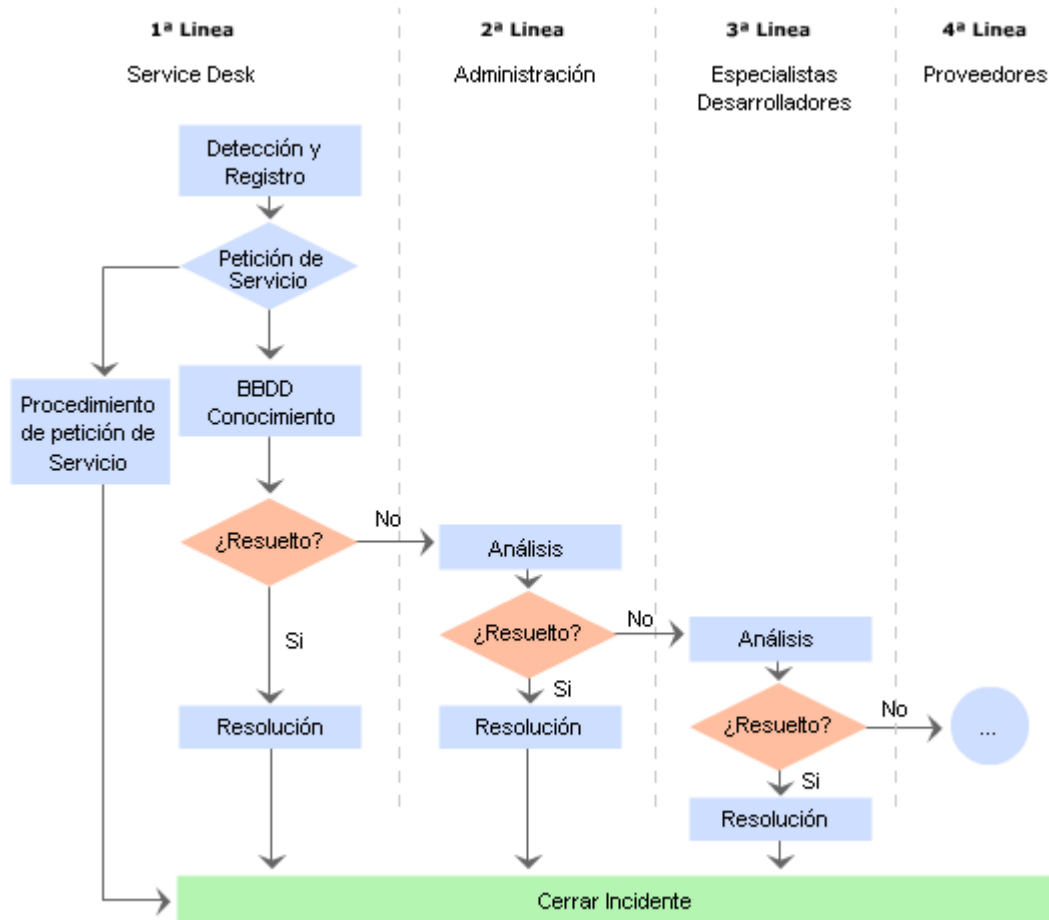 1ª Linea
2ª Linea
3ª Linea
4ª Linea
Service Desk
Administración
Especialistas
Desarrolladores
Proveedores
Detección y
Registro
Petición de
Servicio
Procedimiento
de petición de
Servicio
BBDD
Conocimiento
¿Resuelto?
No
Análisis
Si
¿Resuelto?
No
Análisis
Si
Resolución
Resolución
¿Resuelto?
No
...
Si
Resolución
Cerrar Incidente